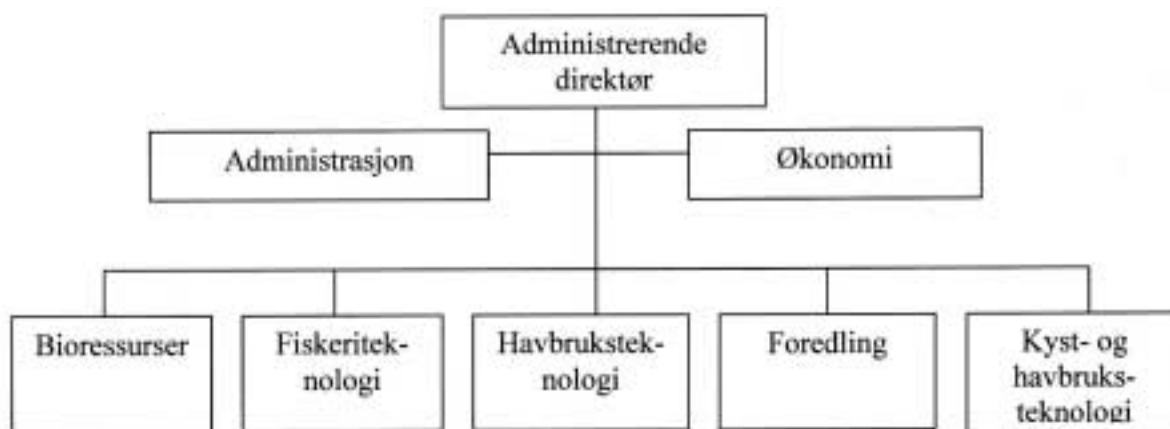 Administrerende
direktør
Administrasjon
Økonomi
Bioressurser
Fiskeritek-
nologi
Havbrukstek-
nologi
Foredling
Kyst- og
havbruks-
teknologi